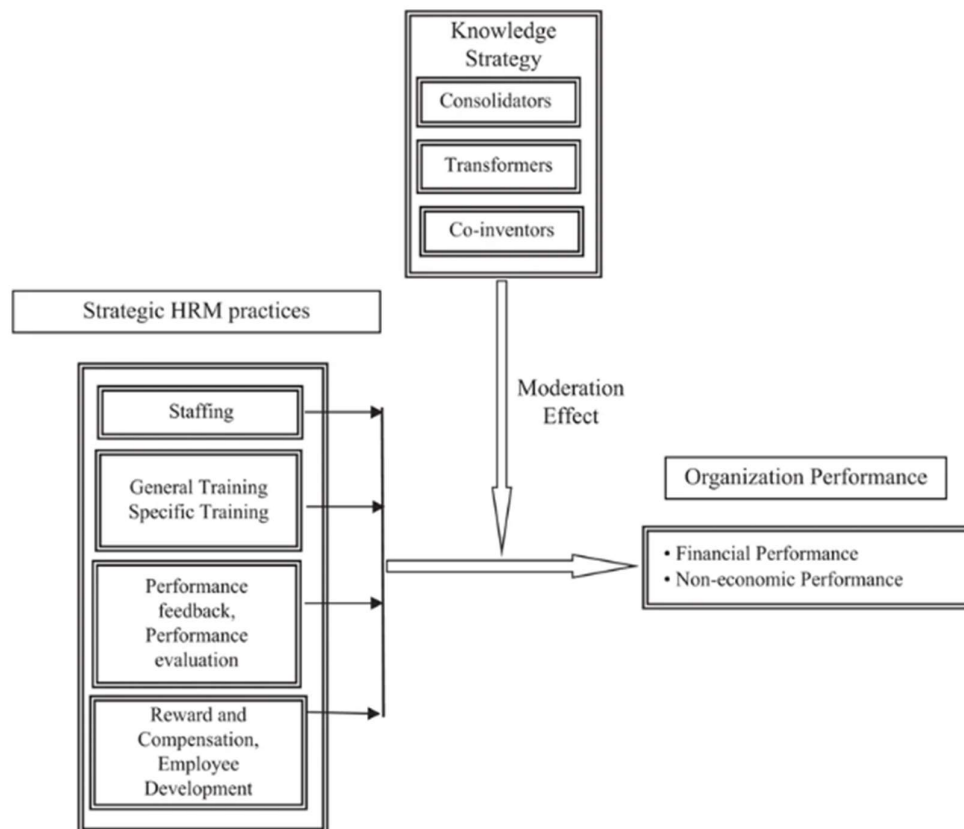 Knowledge
Strategy
Consolidators
Transformers
Co-inventors
Strategic HRM practices
Staffing
General Training
Specific Training
Performance
feedback,
Performance
evaluation
Reward and
Compensation,
Employee
Development
Moderation
Effect
Organization Performance
• Financial Performance
• Non-economic Performance